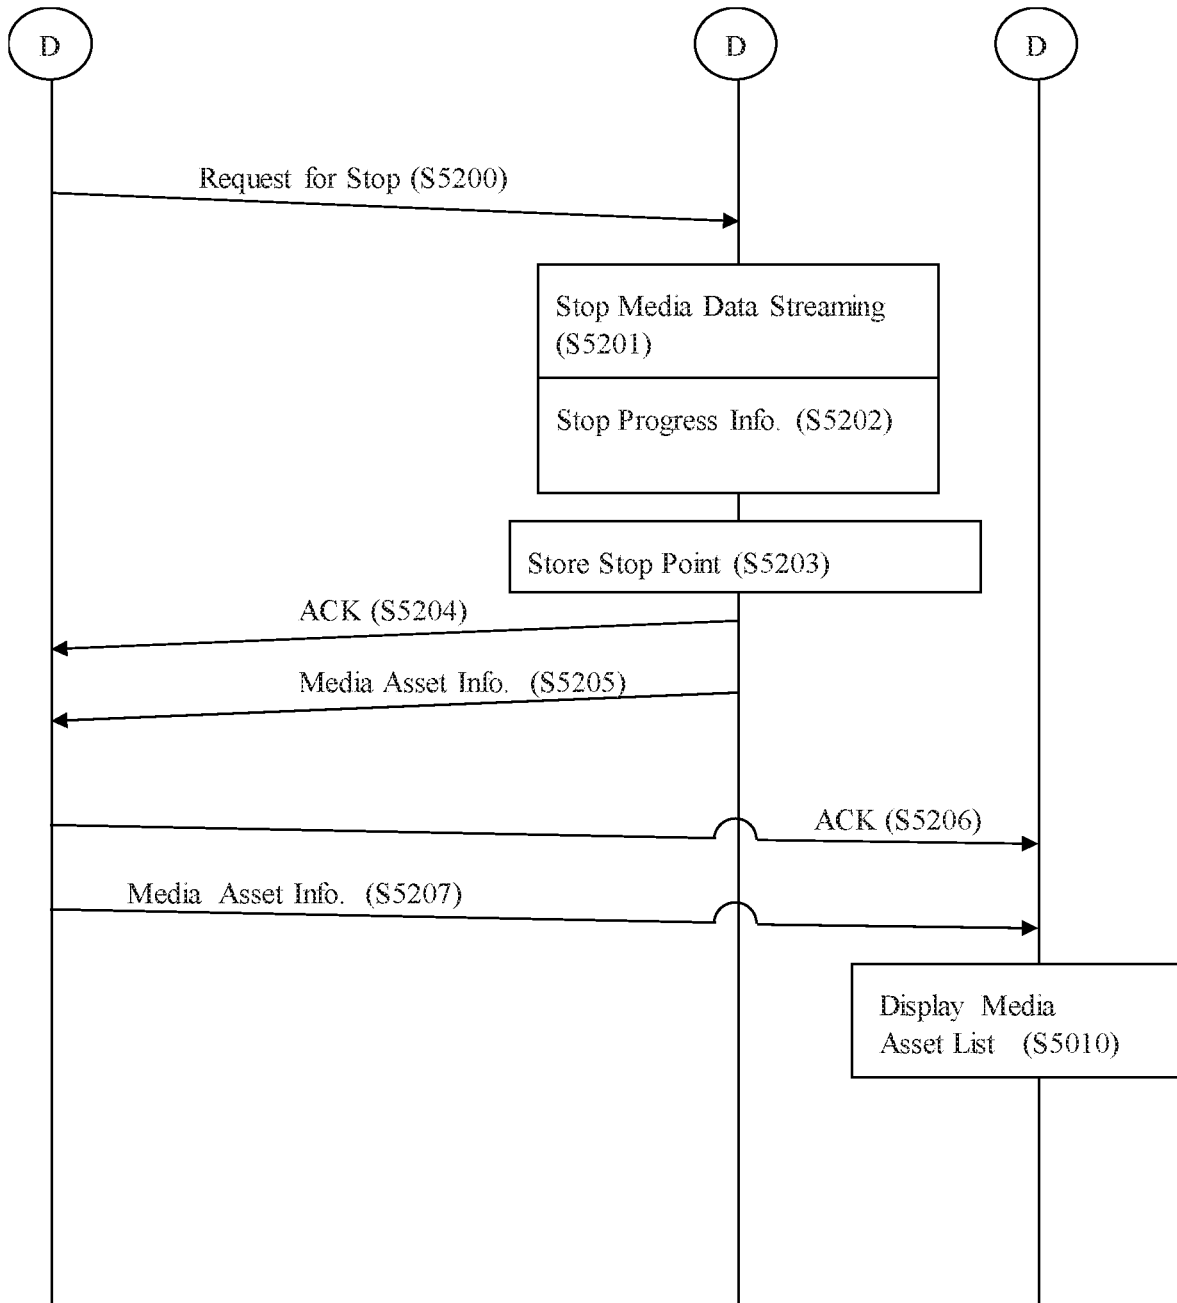 D D D
Request for Stop (S5200)
Stop Media Data Streaming
(S5201)
Stop Progress Info. (S5202)
Store Stop Point (S5203)
ACK (S5204)
Media Asset Info. (S5205)
ACK (S5206)
Media Asset Info. (S5207)
Display Media
Asset List (S5010)